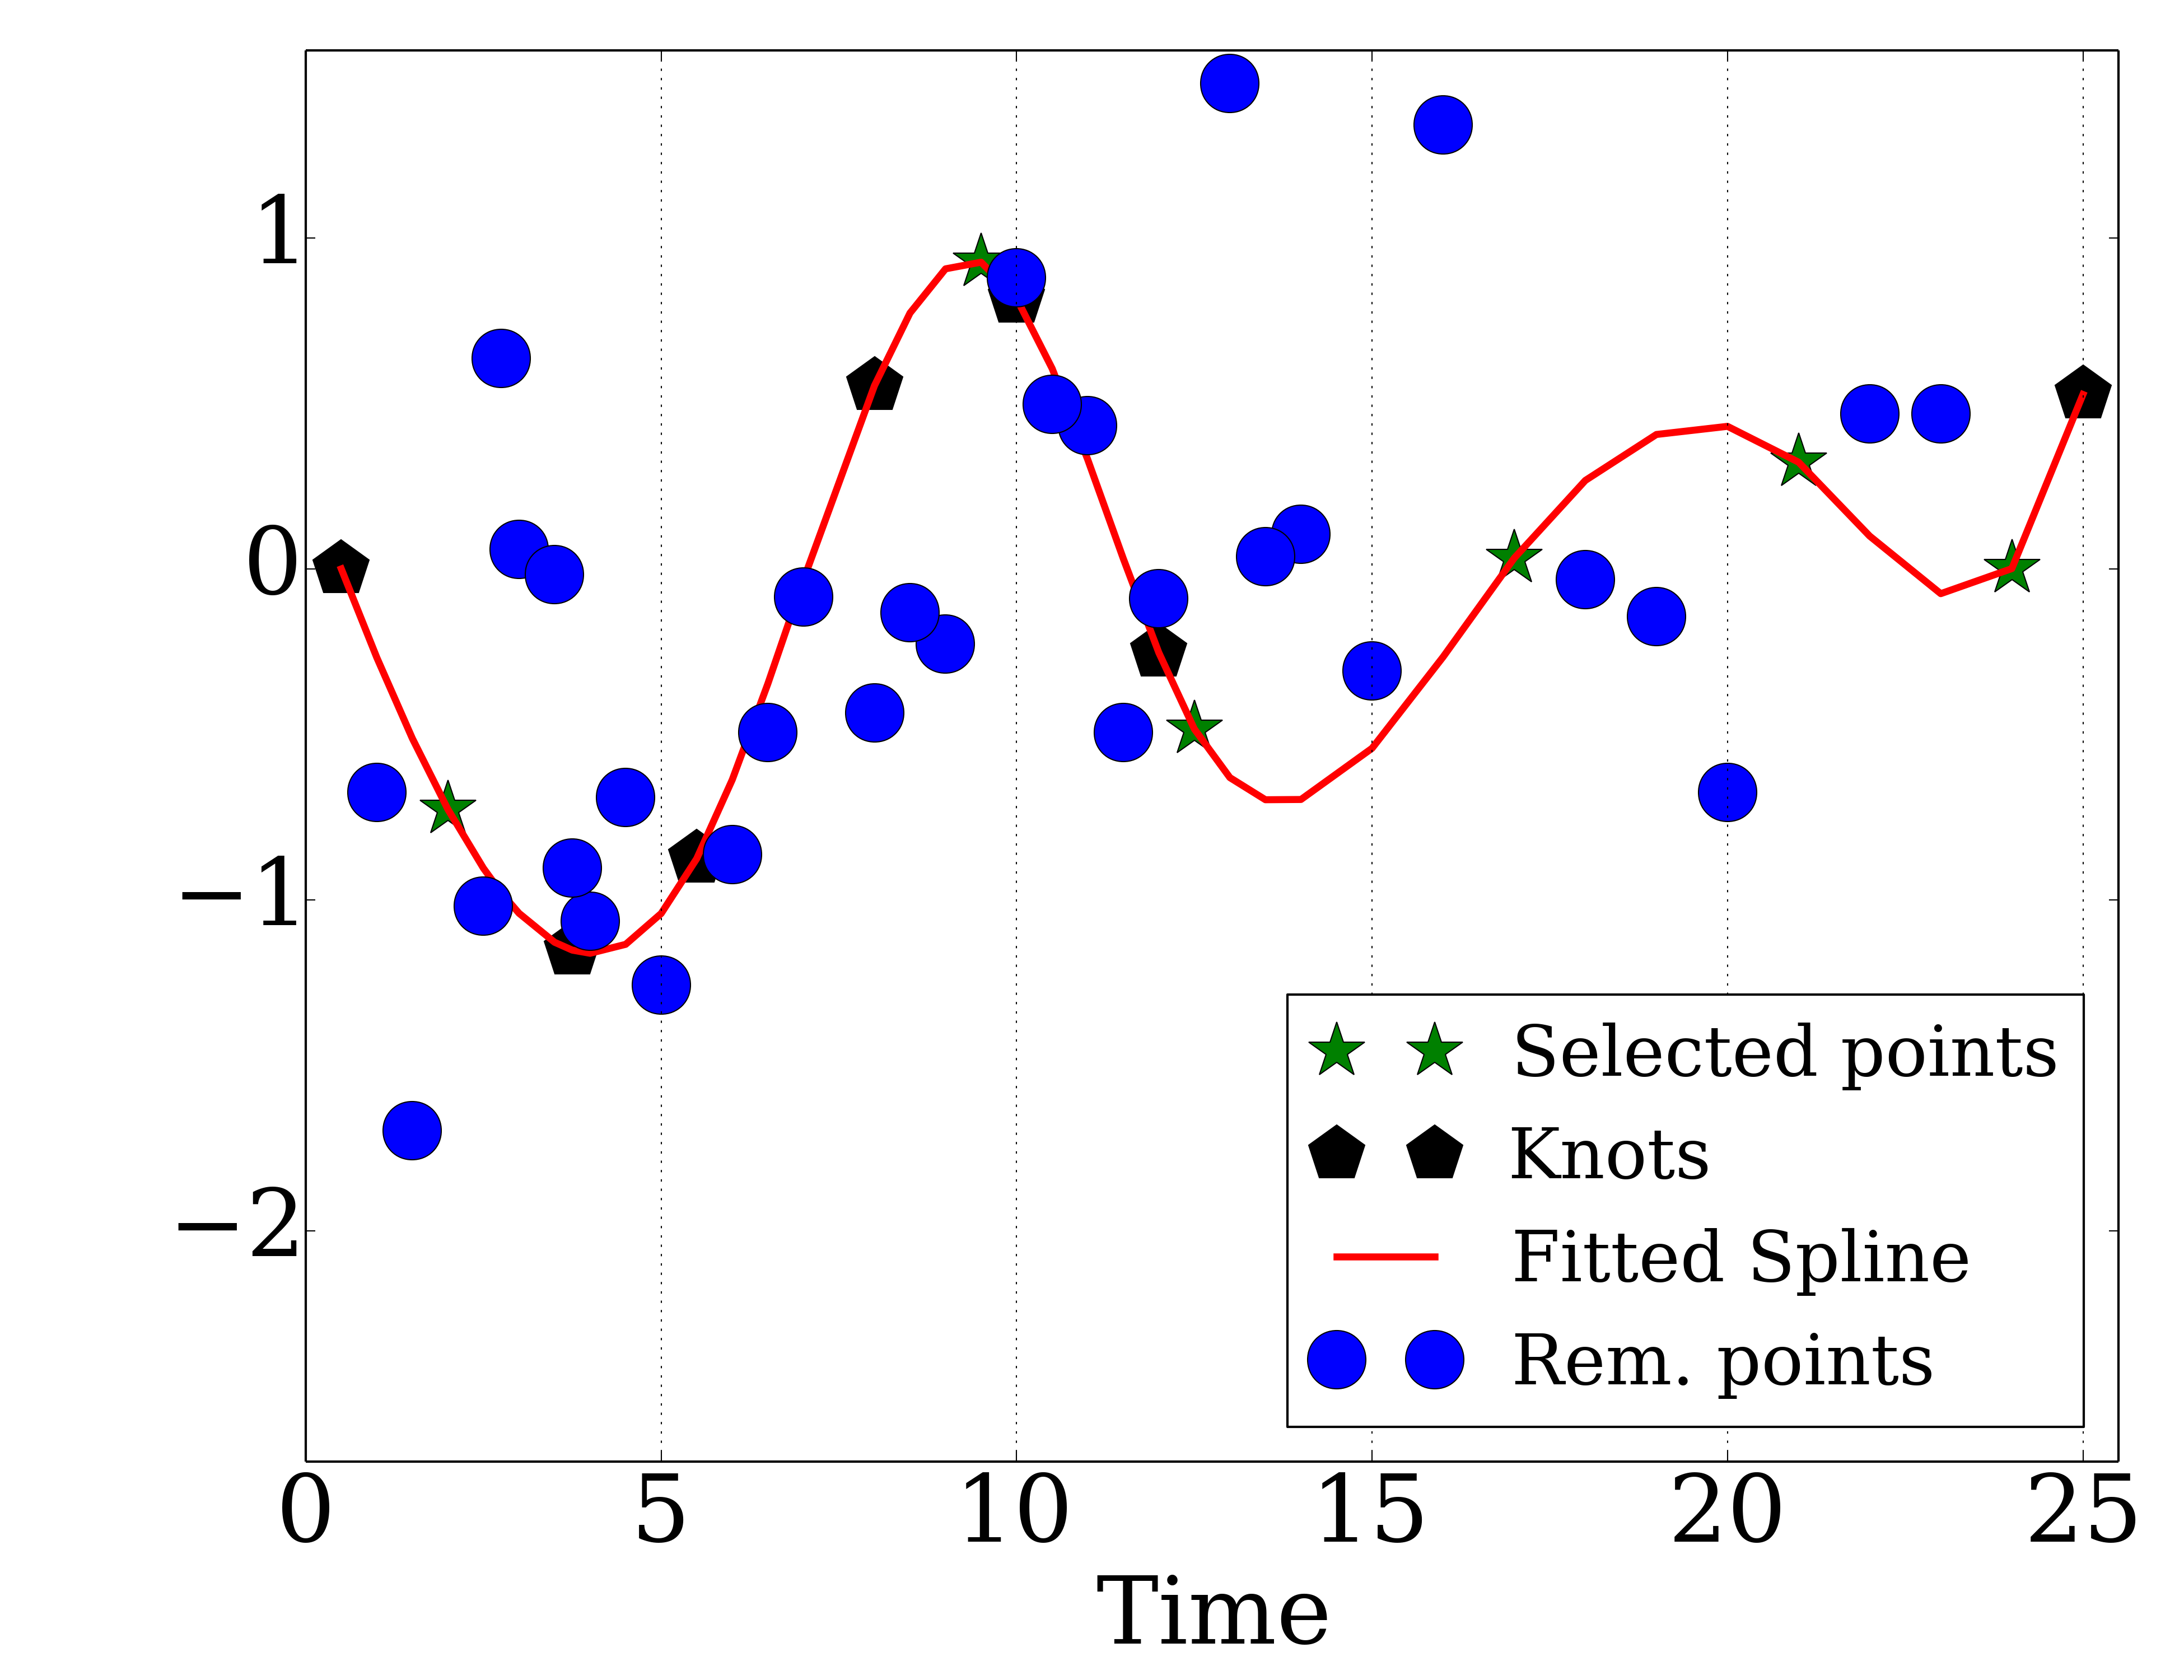 1
0
−1
−2
0 5 10 15 20 25
Time
Selected points
Knots
Fitted Spline
Rem. points